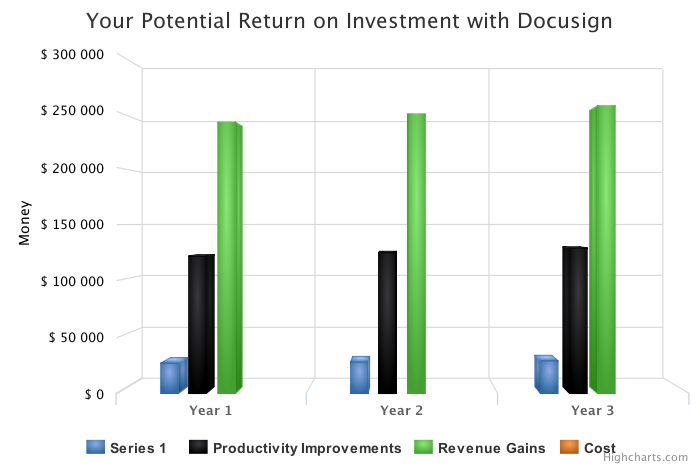 Your Potential Return on Investment with Docusign
$ 300 000
$ 250 000
$ 200 000
$ 150 000
$ 100 000
$ 50 000
$ 0
Money
Year 1 Year 2 Year 3
Series 1 Productivity Improvements Revenue Gains Cost
Highcharts.com